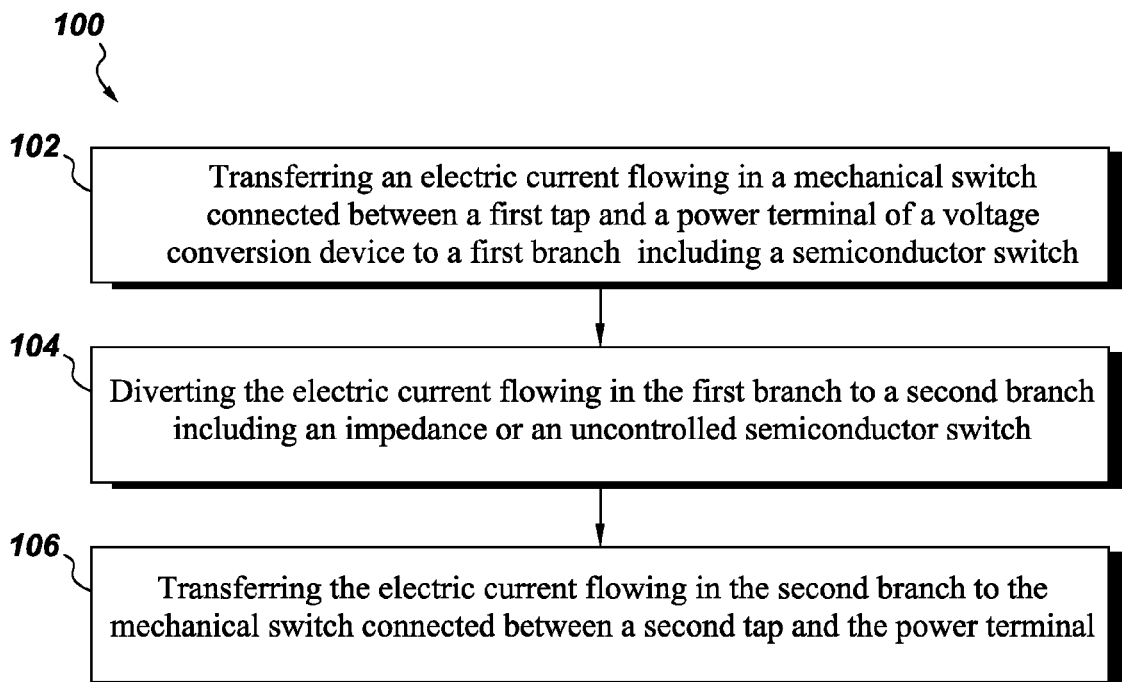 100
102
Transferring an electric current flowing in a mechanical switch
connected between a first tap and a power terminal of a voltage
conversion device to a first branch including a semiconductor switch
104
Diverting the electric current flowing in the first branch to a second branch
including an impedance or an uncontrolled semiconductor switch
106
Transferring the electric current flowing in the second branch to the
mechanical switch connected between a second tap and the power terminal